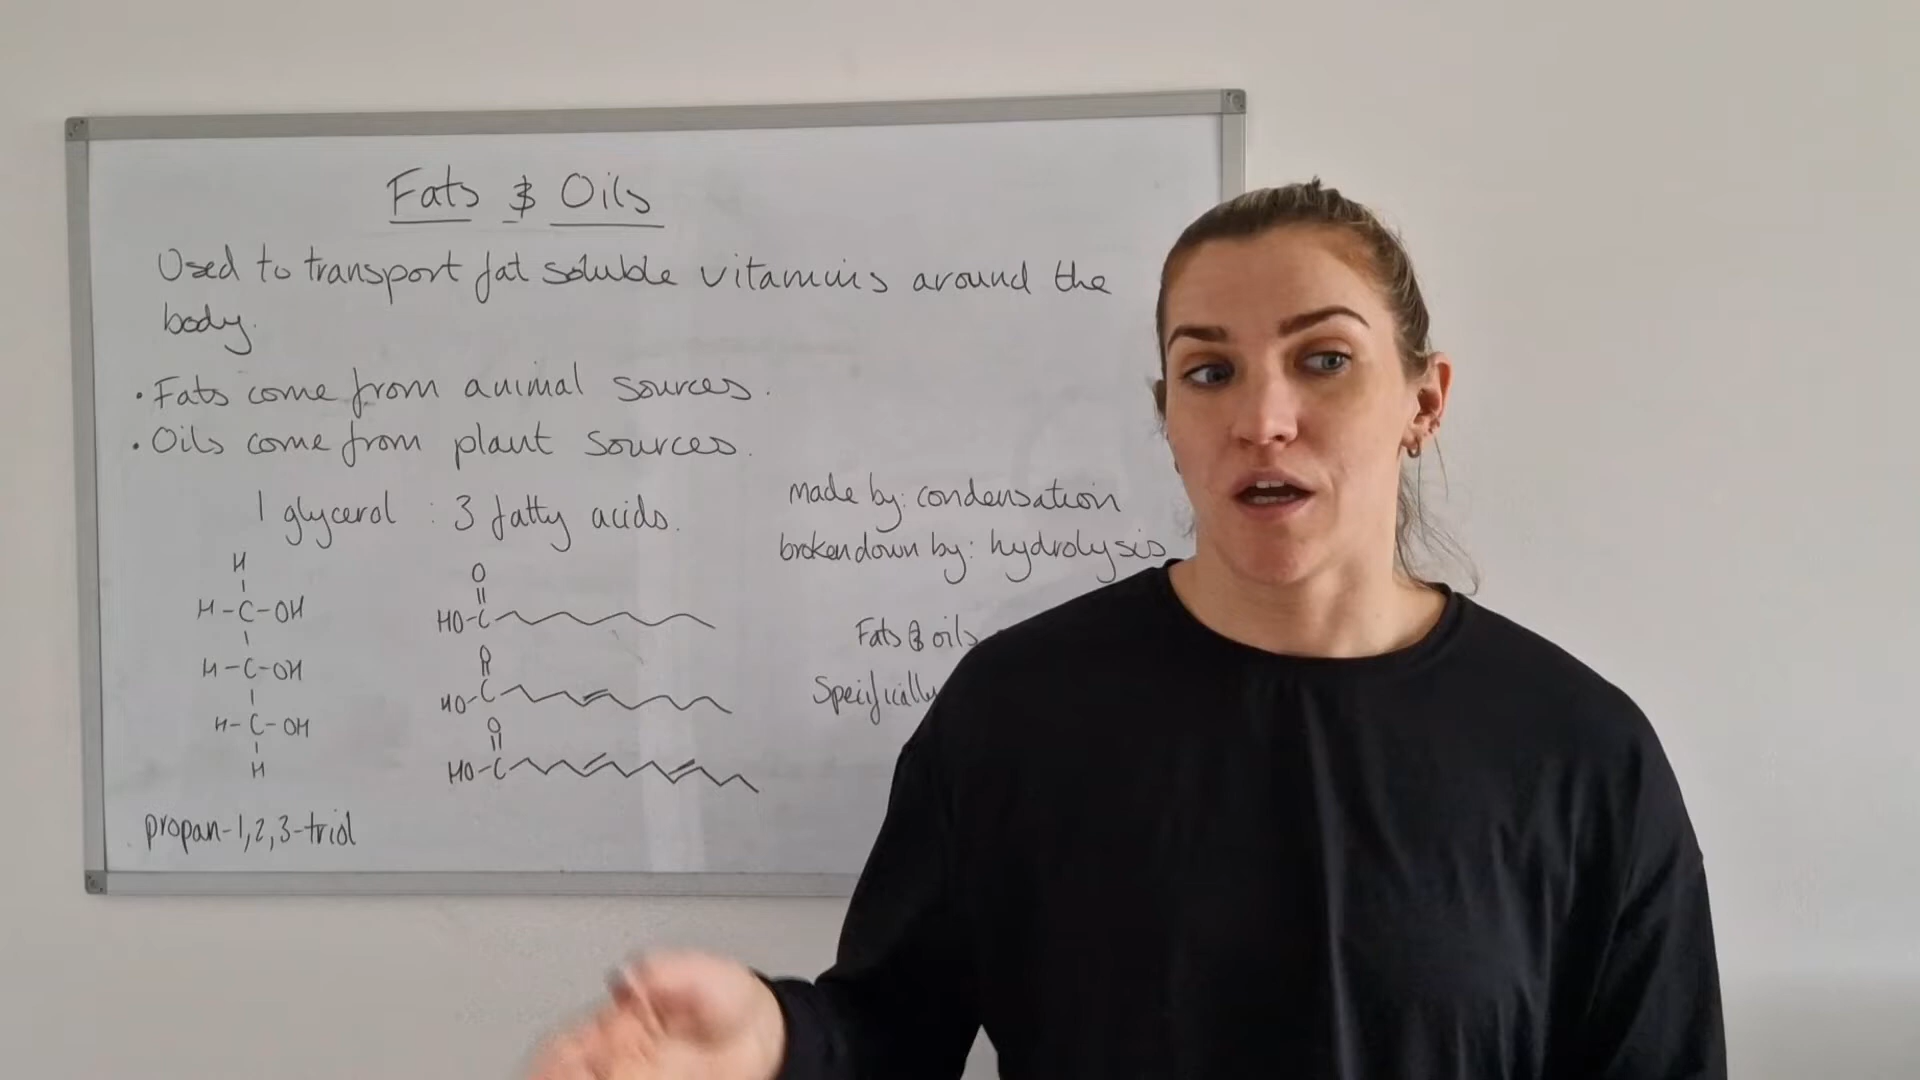 Fats & Oils
Used to transport fat soluble vitamins around the
body.
• Fats come from animal sources.
• Oils come from plant sources.
1 glycerol : 3 fatty acids.
H
H-C-OH
H-C-OH
H-C-OH
H
propan-1,2,3-triol
O
HO-C
O
HO-C
O
HO-C
made by: condensation
broken down by: hydrolysis
Fats & oils
Specifically